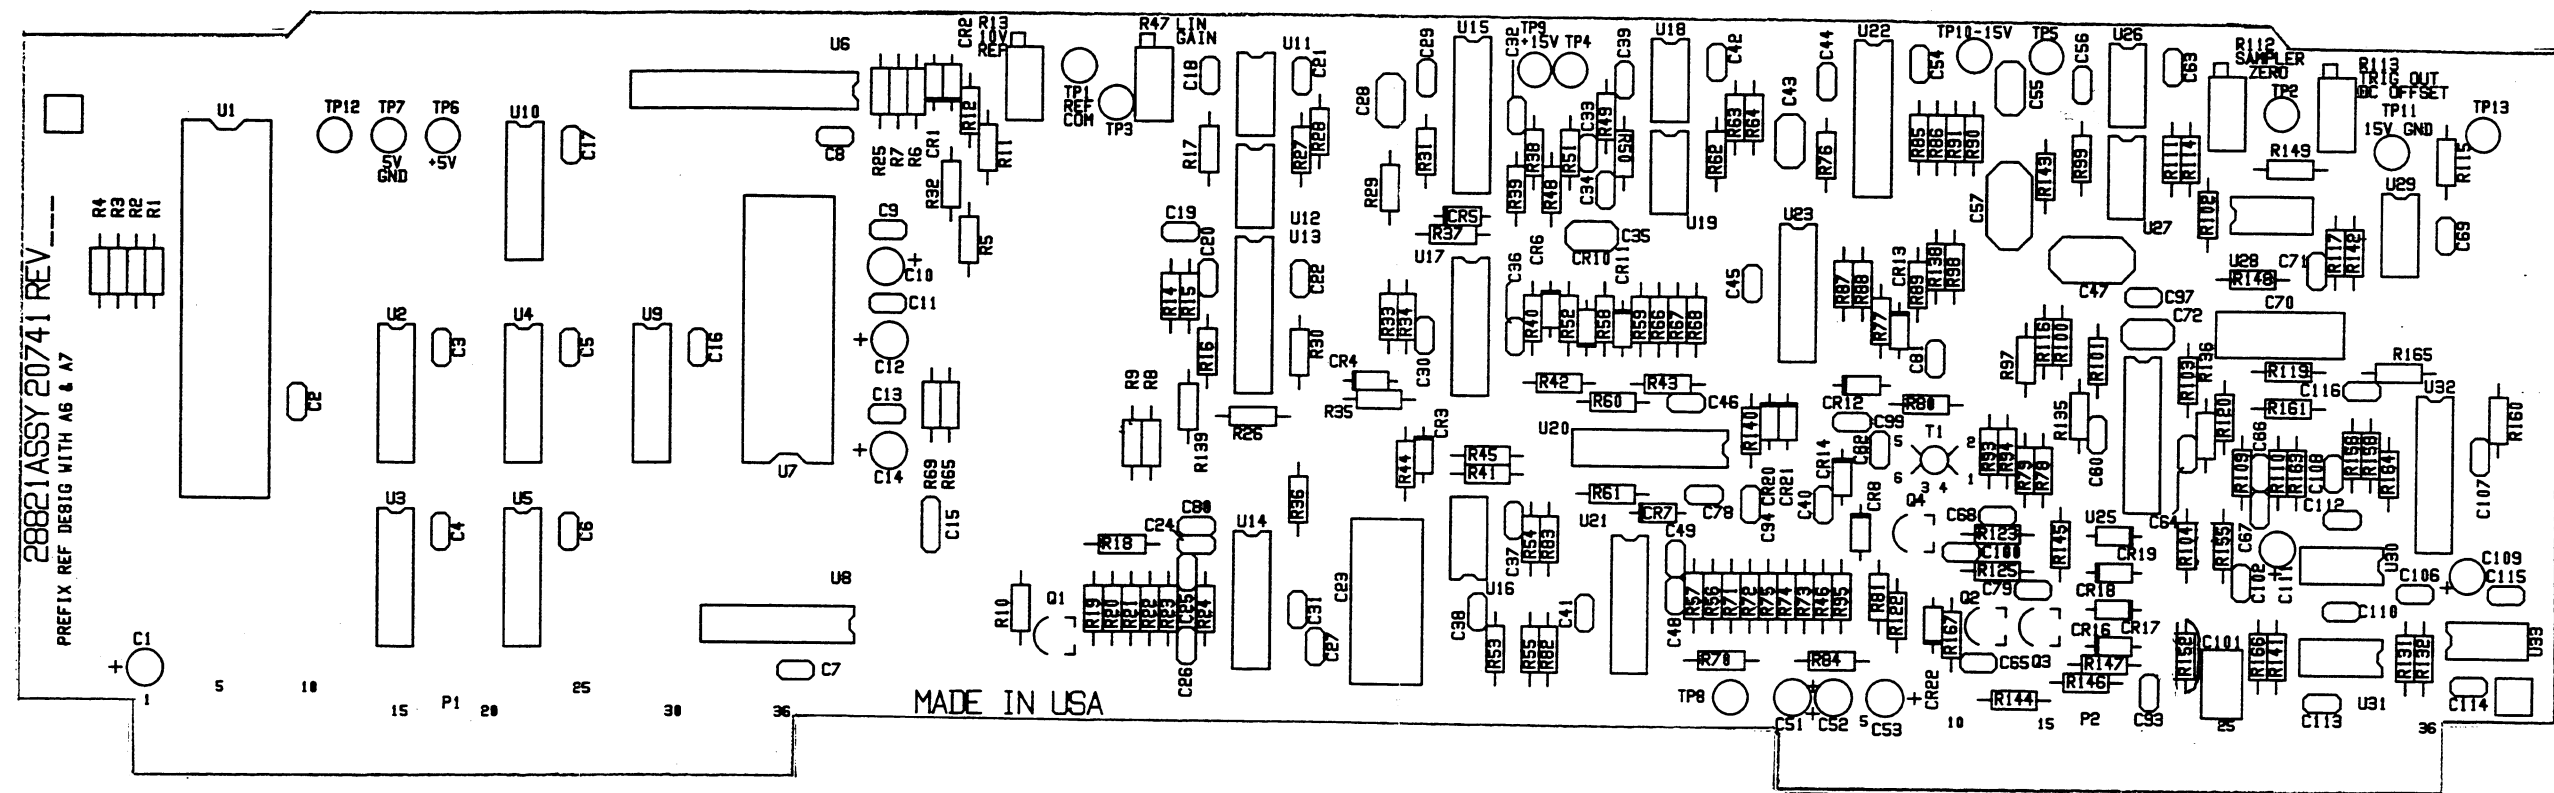 28821ASSY 20741 REV___
PREFIX REF DESIG WITH A6 & A7
R4
R3
R2
R1
U1
TP12
TP7
5V
GND
TP6
+5V
U10
C17
U6
C8
R25
R7
R6
CR1
CR2
R12
R11
R32
R5
R13
10V
REF
TP1
REF
COM
TP3
R47 LIN
GAIN
C18
R17
U11
C21
R27
R28
U12
U13
C19
C20
C22
R14
R15
R16
R30
C9
C10
C11
C12
C13
C14
R69
R65
C15
U2
C3
U4
C5
U9
C16
C2
U7
U3
C4
U5
C6
U8
C7
C1
1
5
10
15
P1
20
25
30
36
MADE IN USA
R9
R8
R139
R26
R36
C80
C24
R18
U14
R10
Q1
R19
R20
R21
R22
R23
C25
R24
C26
C31
C27
C23
C28
C29
R29
R31
U15
CR5
R37
U17
R33
R34
C30
CR4
R35
CR3
R44
R45
R41
C32
TP9
+15V
TP4
C39
R38
R39
R48
R51
C33
C34
R49
R50
C35
CR6
CR10
CR11
C36
R40
R52
R58
R59
R66
R67
R68
R42
R43
R60
C46
U20
R61
CR7
C78
C37
R54
R83
U21
C49
U16
C38
R53
R55
R82
C41
C48
R57
R56
R71
R72
R75
R74
R73
R46
R95
R70
R84
TP8
C51
C52
C53
5
U18
U19
C42
R62
R63
R64
C43
C44
R76
U22
C54
R85
R86
R91
R90
U23
C45
R87
R88
R77
CR13
R89
R138
R98
C81
CR12
R80
C99
R140
CR20
CR21
C94
C40
CR14
C82
CR8
T1
5
6
3
4
2
1
Q4
R81
R122
R167
CR22
10
TP10-15V
TP5
C55
C56
C57
R143
R99
U26
U27
C63
R111
R114
C47
C97
C72
R97
R116
R100
R101
R135
C60
R93
R94
R79
R78
C68
R123
C100
R125
C79
R145
U25
CR19
CR18
CR17
CR16
Q2
Q3
C65
R147
R146
R144
15
P2
C93
R112
SAMPLER
ZERO
TP2
R113
TRIG OUT
DC OFFSET
TP11
15V GND
TP13
R115
R149
R102
U28
R148
C71
R117
R142
U29
C69
C70
R103
R136
R120
R119
R161
C116
R165
U32
R160
R109
C66
R110
R163
C108
R164
C107
C112
C64
R104
R155
C67
C102
C111
U30
C109
C106
C115
C110
R152
C101
R166
R141
R131
R132
U33
U31
C113
C114
25
36